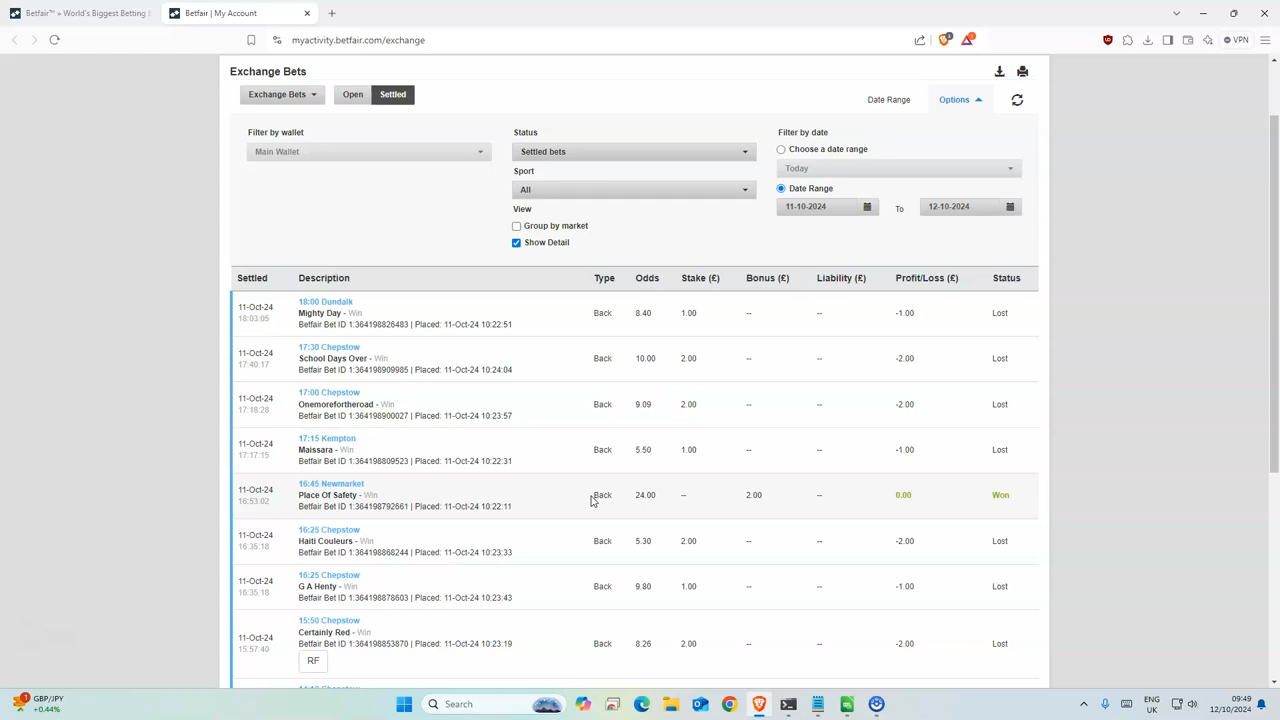 Betfair™ » World's Biggest Betting
Betfair | My Account
myactivity.betfair.com/exchange
VPN
Exchange Bets
Exchange Bets Open Settled
Date Range Options
Filter by wallet Status Filter by date
Main Wallet Settled bets Choose a date range
Sport Today
All Date Range
View 11-10-2024 To 12-10-2024
Group by market
Show Detail
Settled Description Type Odds Stake (£) Bonus (£) Liability (£) Profit/Loss (£) Status
18:00 Dundalk
11-Oct-24 Mighty Day - Win Back 8.40 1.00 -- -- -1.00 Lost
18:03:05 Betfair Bet ID 1:364198826483 | Placed: 11-Oct-24 10:22:51
17:30 Chepstow
11-Oct-24 School Days Over - Win Back 10.00 2.00 -- -- -2.00 Lost
17:40:17 Betfair Bet ID 1:364198909985 | Placed: 11-Oct-24 10:24:04
17:00 Chepstow
11-Oct-24 Onemorefortheroad - Win Back 9.09 2.00 -- -- -2.00 Lost
17:18:28 Betfair Bet ID 1:364198900027 | Placed: 11-Oct-24 10:23:57
17:15 Kempton
11-Oct-24 Maissara - Win Back 5.50 1.00 -- -- -1.00 Lost
17:17:15 Betfair Bet ID 1:364198809523 | Placed: 11-Oct-24 10:22:31
16:45 Newmarket
11-Oct-24 Place Of Safety - Win Back 24.00 -- 2.00 -- 0.00 Won
16:53:02 Betfair Bet ID 1:364198792661 | Placed: 11-Oct-24 10:22:11
16:25 Chepstow
11-Oct-24 Haiti Couleurs - Win Back 5.30 2.00 -- -- -2.00 Lost
16:35:18 Betfair Bet ID 1:364198868244 | Placed: 11-Oct-24 10:23:33
16:25 Chepstow
11-Oct-24 G A Henty - Win Back 9.80 1.00 -- -- -1.00 Lost
16:35:18 Betfair Bet ID 1:364198878603 | Placed: 11-Oct-24 10:23:43
15:50 Chepstow
11-Oct-24 Certainly Red - Win Back 8.26 2.00 -- -- -2.00 Lost
15:57:40 Betfair Bet ID 1:364198853870 | Placed: 11-Oct-24 10:23:19
RF
GBP/JPY
+0.44%
Search
ENG
UK
09:49
12/10/2024